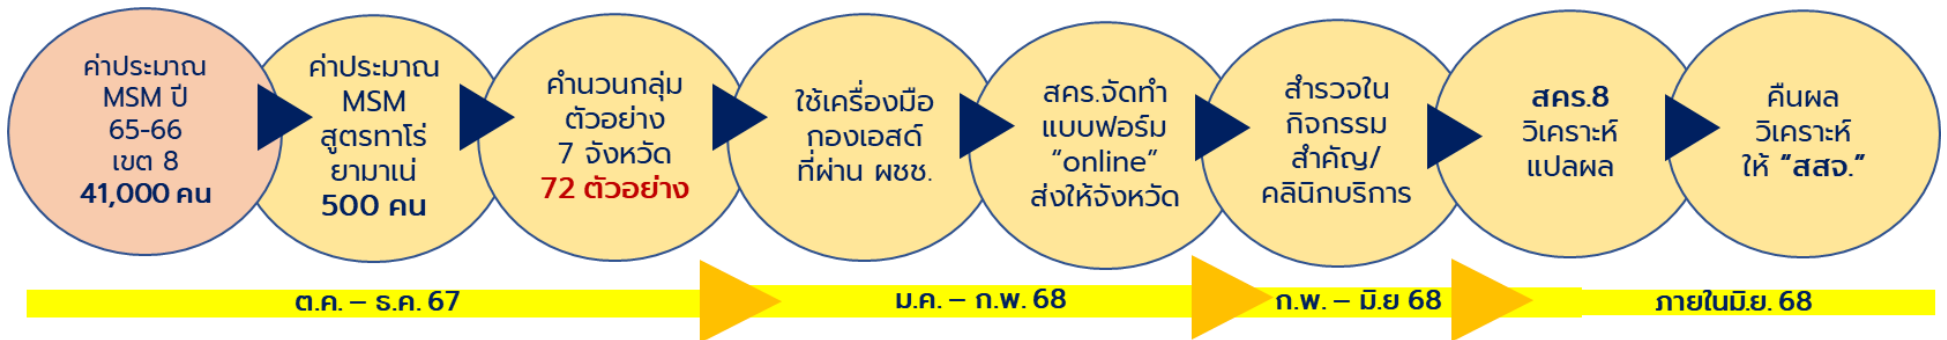 ค่าประมาณ
MSM ปี
65-66
เขต 8
41,000 คน
ค่าประมาณ
MSM
สูตรทาโร่
ยามาเน่
500 คน
คำนวนกลุ่ม
ตัวอย่าง
7 จังหวัด
72 ตัวอย่าง
ใช้เครื่องมือ
กองเอสด์
ที่ผ่าน ผชช.
สคร.จัดทำ
แบบฟอร์ม
“online”
ส่งให้จังหวัด
สำรวจใน
กิจกรรม
สำคัญ/
คลินิกบริการ
สคร.8
วิเคราะห์
แปลผล
คืนผล
วิเคราะห์
ให้ “สสจ.”
ต.ค. – ธ.ค. 67
ม.ค. – ก.พ. 68
ก.พ. – มิ.ย 68
ภายในมิ.ย. 68